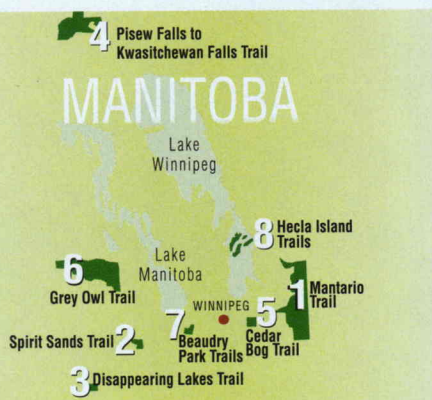 4 Pisew Falls to
Kwasitchewan Falls Trail
MANITOBA
Lake
Winnipeg
8 Hecla Island
Trails
Lake
Manitoba
6
Grey Owl Trail
1 Mantario
Trail
WINNIPEG
5
Cedar
Bog Trail
7
Beaudry
Park Trails
Spirit Sands Trail 2
3 Disappearing Lakes Trail